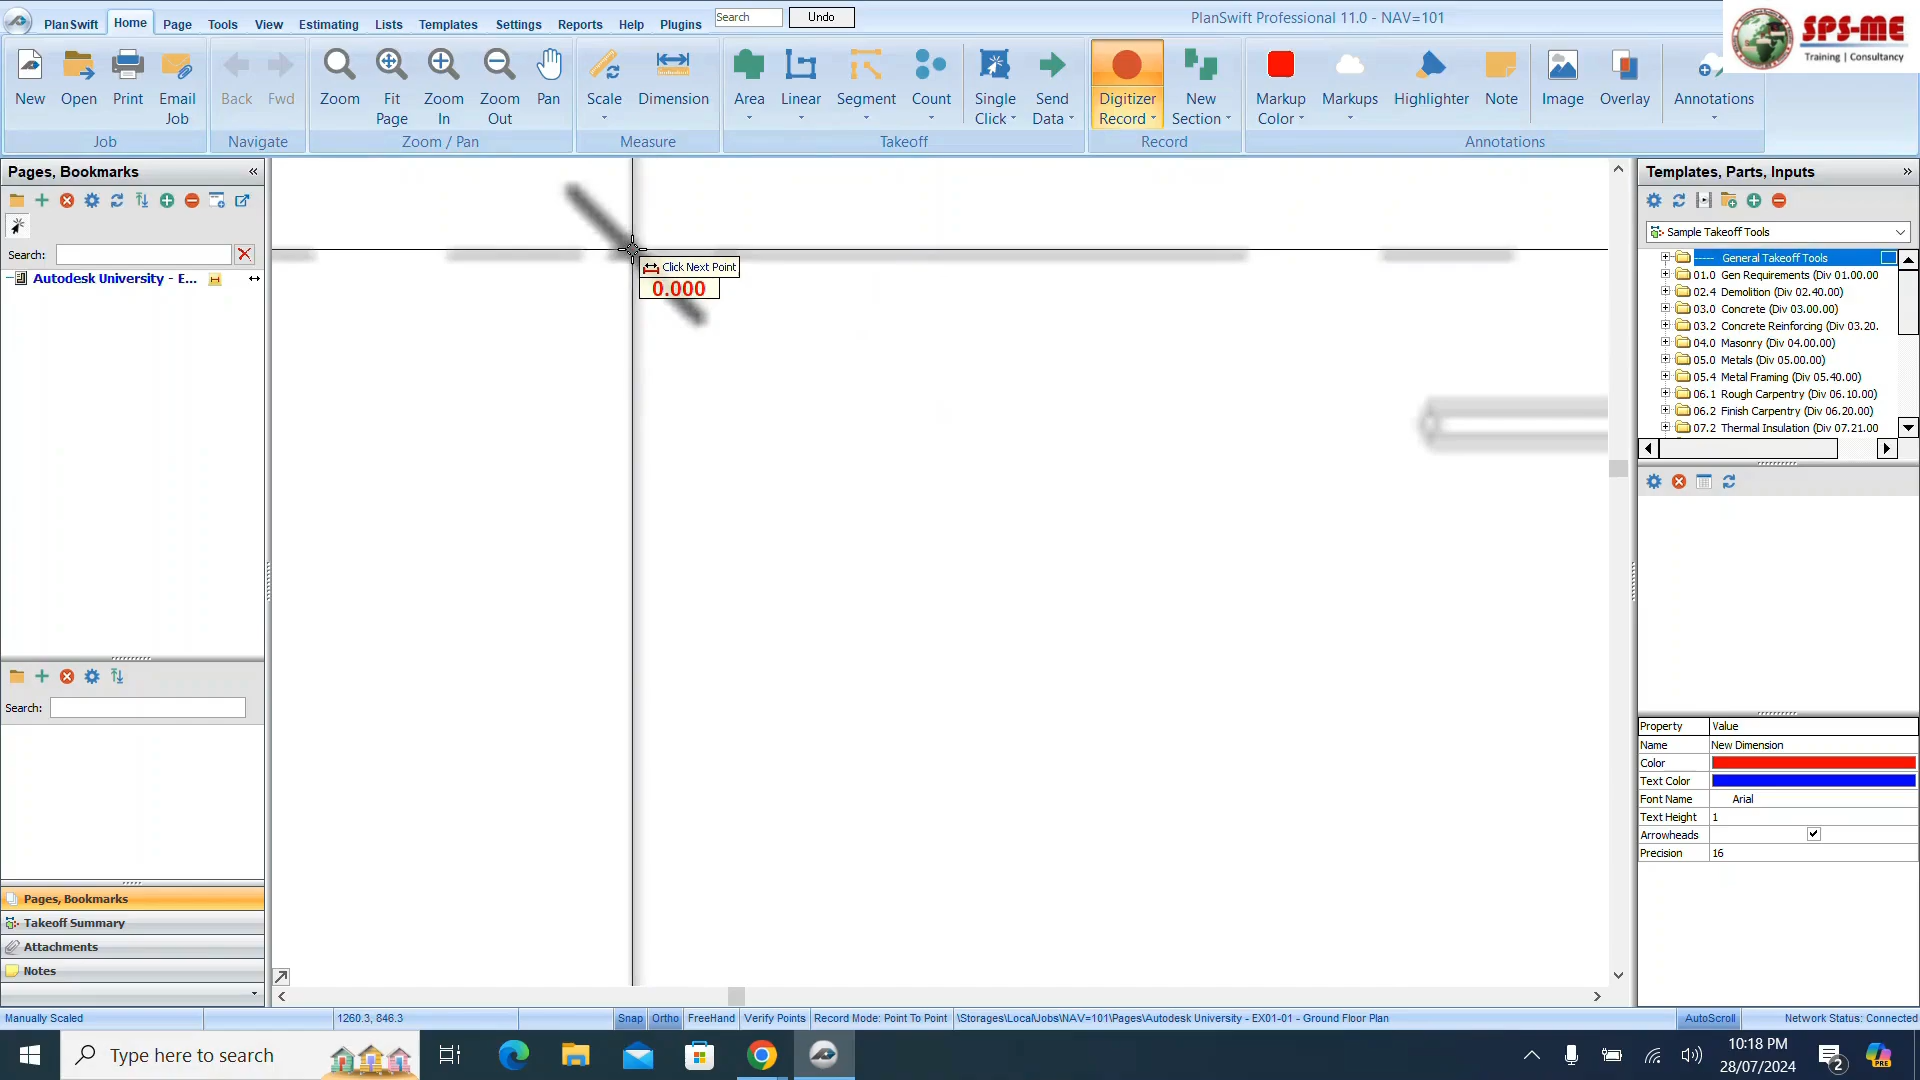 PlanSwift
Home
Page
Tools
View
Estimating
Lists
Templates
Settings
Reports
Help
Plugins
Search
Undo
PlanSwift Professional 11.0 - NAV=101
SPS-ME
Training | Consultancy
New
Open
Print
Email Job
Back
Fwd
Zoom
Fit Page
Zoom In
Zoom Out
Pan
Scale
Dimension
Area
Linear
Segment
Count
Single Click
Send Data
Digitizer Record
New Section
Markup Color
Markups
Highlighter
Note
Image
Overlay
Annotations
Job
Navigate
Zoom / Pan
Measure
Takeoff
Record
Annotations
Pages, Bookmarks
Search:
Autodesk University - E...
Search:
Pages, Bookmarks
Takeoff Summary
Attachments
Notes
Click Next Point
0.000
Templates, Parts, Inputs
Sample Takeoff Tools
----- General Takeoff Tools
01.0 Gen Requirements (Div 01.00.00
02.4 Demolition (Div 02.40.00)
03.0 Concrete (Div 03.00.00)
03.2 Concrete Reinforcing (Div 03.20.
04.0 Masonry (Div 04.00.00)
05.0 Metals (Div 05.00.00)
05.4 Metal Framing (Div 05.40.00)
06.1 Rough Carpentry (Div 06.10.00)
06.2 Finish Carpentry (Div 06.20.00)
07.2 Thermal Insulation (Div 07.21.00
Property Value
Name New Dimension
Color
Text Color
Font Name Arial
Text Height 1
Arrowheads
Precision 16
Manually Scaled
1260.3, 846.3
Snap
Ortho
FreeHand
Verify Points
Record Mode: Point To Point
\Storages\Local\Jobs\NAV=101\Pages\Autodesk University - EX01-01 - Ground Floor Plan
AutoScroll
Network Status: Connected
Type here to search
10:18 PM
28/07/2024
2
PRE